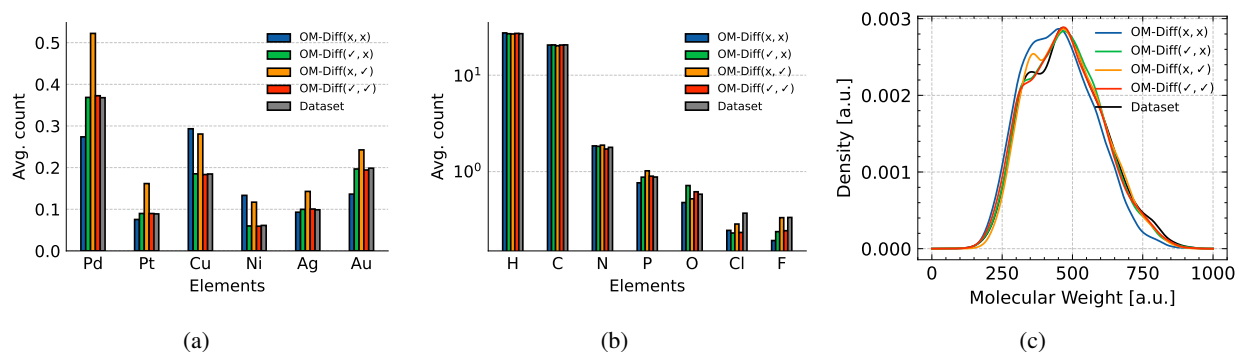 0.5
0.4
0.3
0.2
0.1
0.0
Avg. count
Pd Pt Cu Ni Ag Au
Elements
OM-Diff(x, x)
OM-Diff(✓, x)
OM-Diff(x, ✓)
OM-Diff(✓, ✓)
Dataset
(a)
10¹
10⁰
Avg. count
H C N P O Cl F
Elements
OM-Diff(x, x)
OM-Diff(✓, x)
OM-Diff(x, ✓)
OM-Diff(✓, ✓)
Dataset
(b)
0.003
0.002
0.001
0.000
Density [a.u.]
0 250 500 750 1000
Molecular Weight [a.u.]
OM-Diff(x, x)
OM-Diff(✓, x)
OM-Diff(x, ✓)
OM-Diff(✓, ✓)
Dataset
(c)